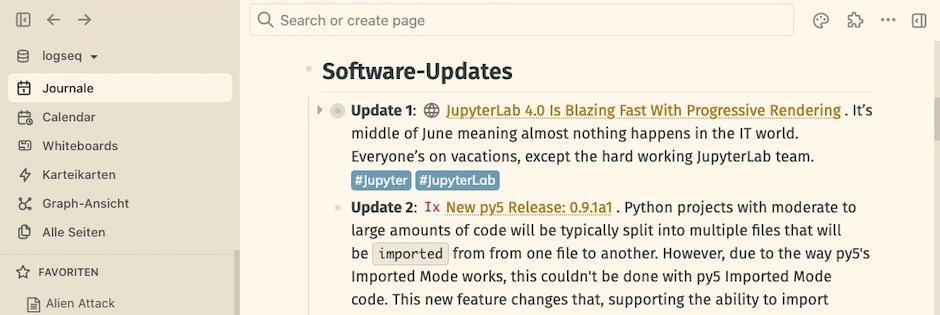 Search or create page
logseq
Journale
Calendar
Whiteboards
Karteikarten
Graph-Ansicht
Alle Seiten
FAVORITEN
Alien Attack
Software-Updates
Update 1: JupyterLab 4.0 Is Blazing Fast With Progressive Rendering . It’s
middle of June meaning almost nothing happens in the IT world.
Everyone’s on vacations, except the hard working JupyterLab team.
#Jupyter #JupyterLab
Update 2: Ix New py5 Release: 0.9.1a1 . Python projects with moderate to
large amounts of code will be typically split into multiple files that will
be imported from from one file to another. However, due to the way py5's
Imported Mode works, this couldn't be done with py5 Imported Mode
code. This new feature changes that, supporting the ability to import